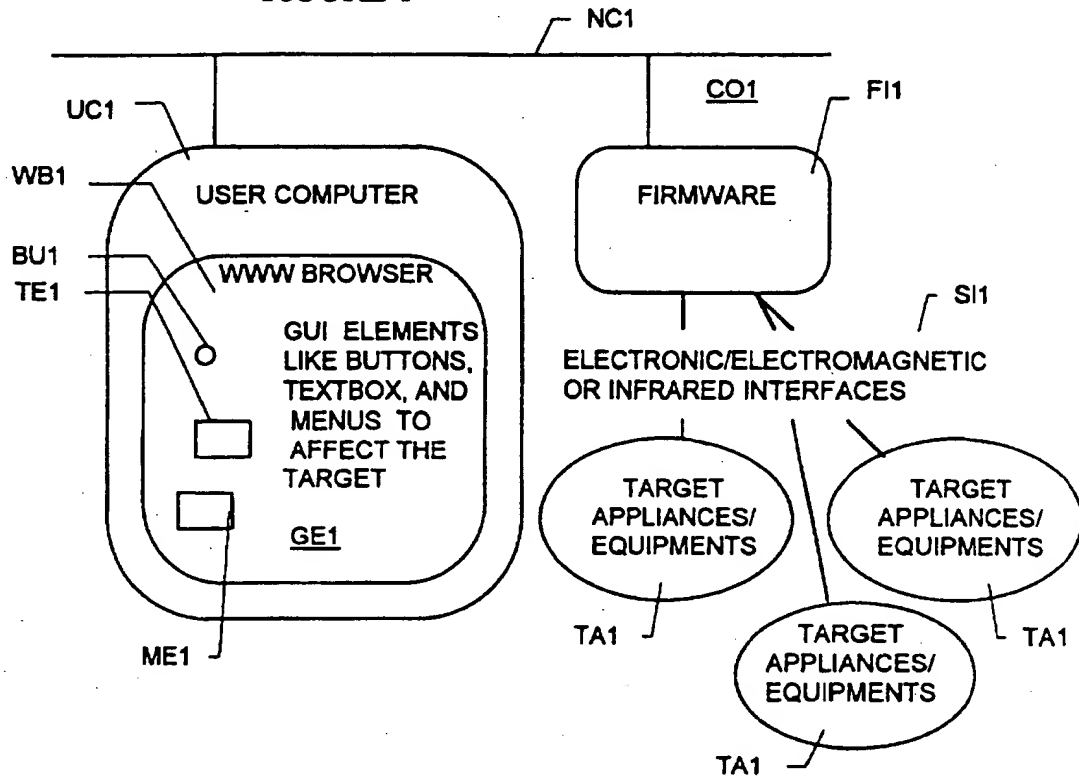 NC1
CO1
FI1
UC1
WB1
USER COMPUTER
FIRMWARE
BU1
TE1
WWW BROWSER
SI1
GUI ELEMENTS
LIKE BUTTONS,
TEXTBOX, AND
MENUS TO
AFFECT THE
TARGET
GE1
ELECTRONIC/ELECTROMAGNETIC
OR INFRARED INTERFACES
TARGET
APPLIANCES/
EQUIPMENTS
TARGET
APPLIANCES/
EQUIPMENTS
TA1
TA1
ME1
TARGET
APPLIANCES/
EQUIPMENTS
TA1